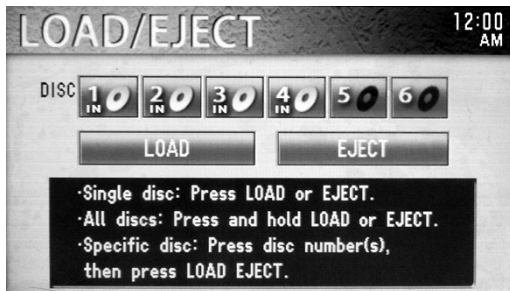 LOAD/EJECT 12:00 AM
DISC 1 IN 2 IN 3 IN 4 IN 5 6
LOAD EJECT
·Single disc: Press LOAD or EJECT.
·All discs: Press and hold LOAD or EJECT.
·Specific disc: Press disc number(s),
then press LOAD EJECT.